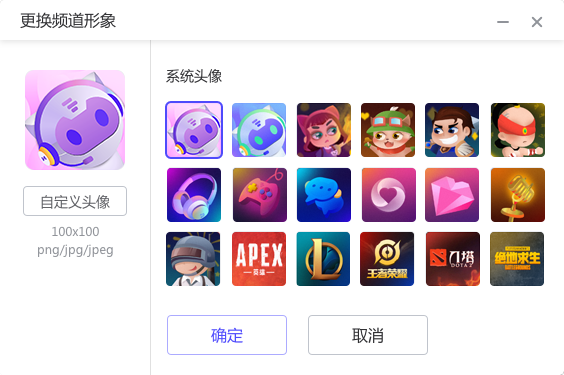 更换频道形象
系统头像
自定义头像
100x100
png/jpg/jpeg
APEX
英雄
L
王者荣耀
刀塔
DOTA 2
绝地求生
BATTLEGROUNDS
确定
取消